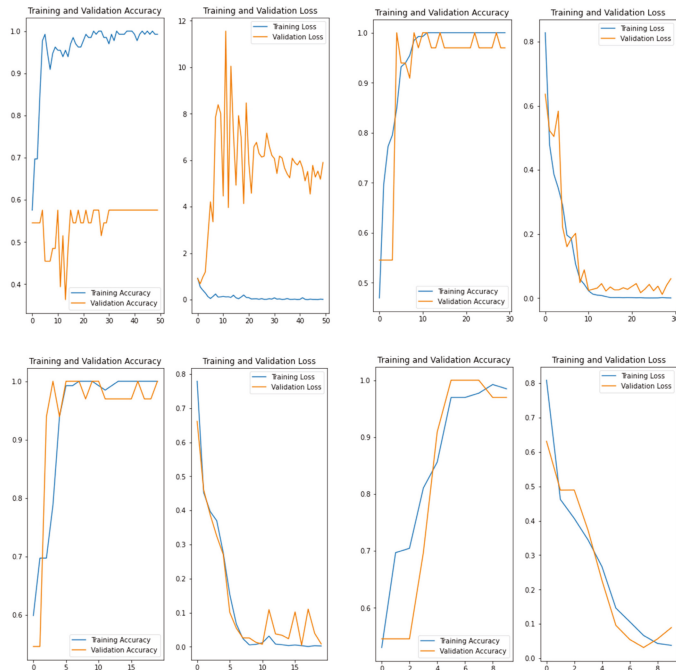 Training and Validation Accuracy
1.0
0.9
0.8
0.7
0.6
0.5
0.4
Training Accuracy
Validation Accuracy
0 10 20 30 40 50
Training and Validation Loss
12
10
8
6
4
2
0
Training Loss
Validation Loss
0 10 20 30 40 50
Training and Validation Accuracy
1.0
0.9
0.8
0.7
0.6
0.5
Training Accuracy
Validation Accuracy
0 10 20 30
Training and Validation Loss
0.8
0.6
0.4
0.2
0.0
Training Loss
Validation Loss
0 10 20 30
Training and Validation Accuracy
1.0
0.9
0.8
0.7
0.6
Training Accuracy
Validation Accuracy
0 5 10 15
Training and Validation Loss
0.8
0.7
0.6
0.5
0.4
0.3
0.2
0.1
0.0
Training Loss
Validation Loss
0 5 10 15
Training and Validation Accuracy
1.0
0.9
0.8
0.7
0.6
Training Accuracy
Validation Accuracy
0 2 4 6 8
Training and Validation Loss
0.8
0.7
0.6
0.5
0.4
0.3
0.2
0.1
0.0
Training Loss
Validation Loss
0 2 4 6 8